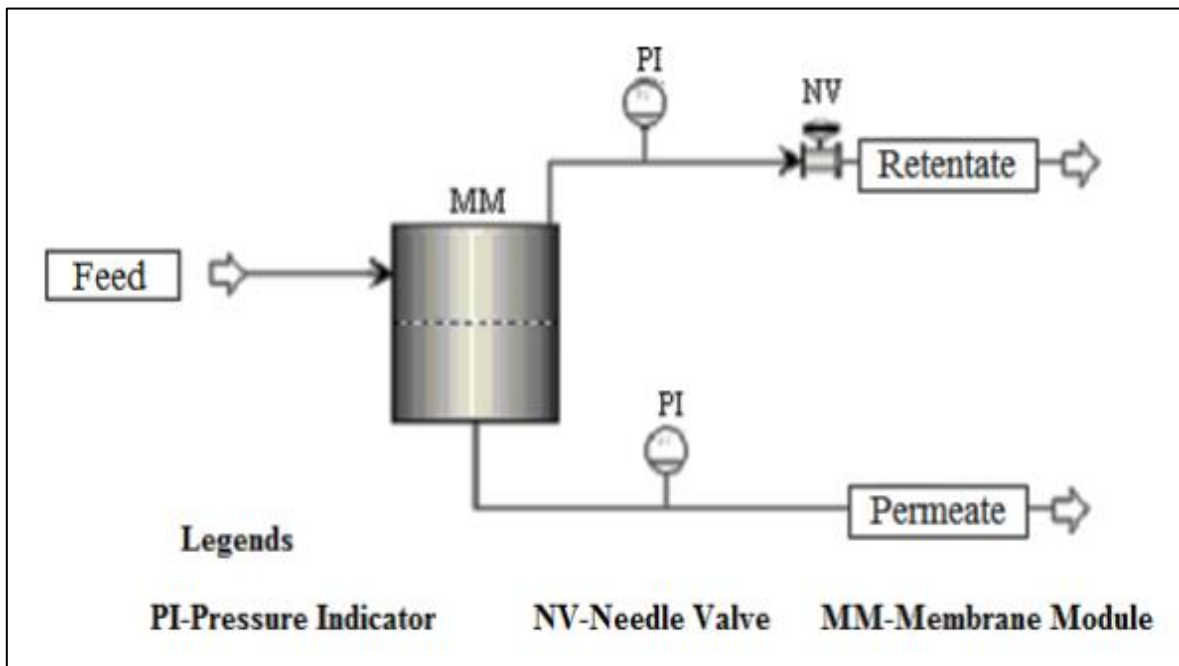 PI
NV
Retentate
MM
Feed
PI
Permeate
Legends
PI-Pressure Indicator NV-Needle Valve MM-Membrane Module